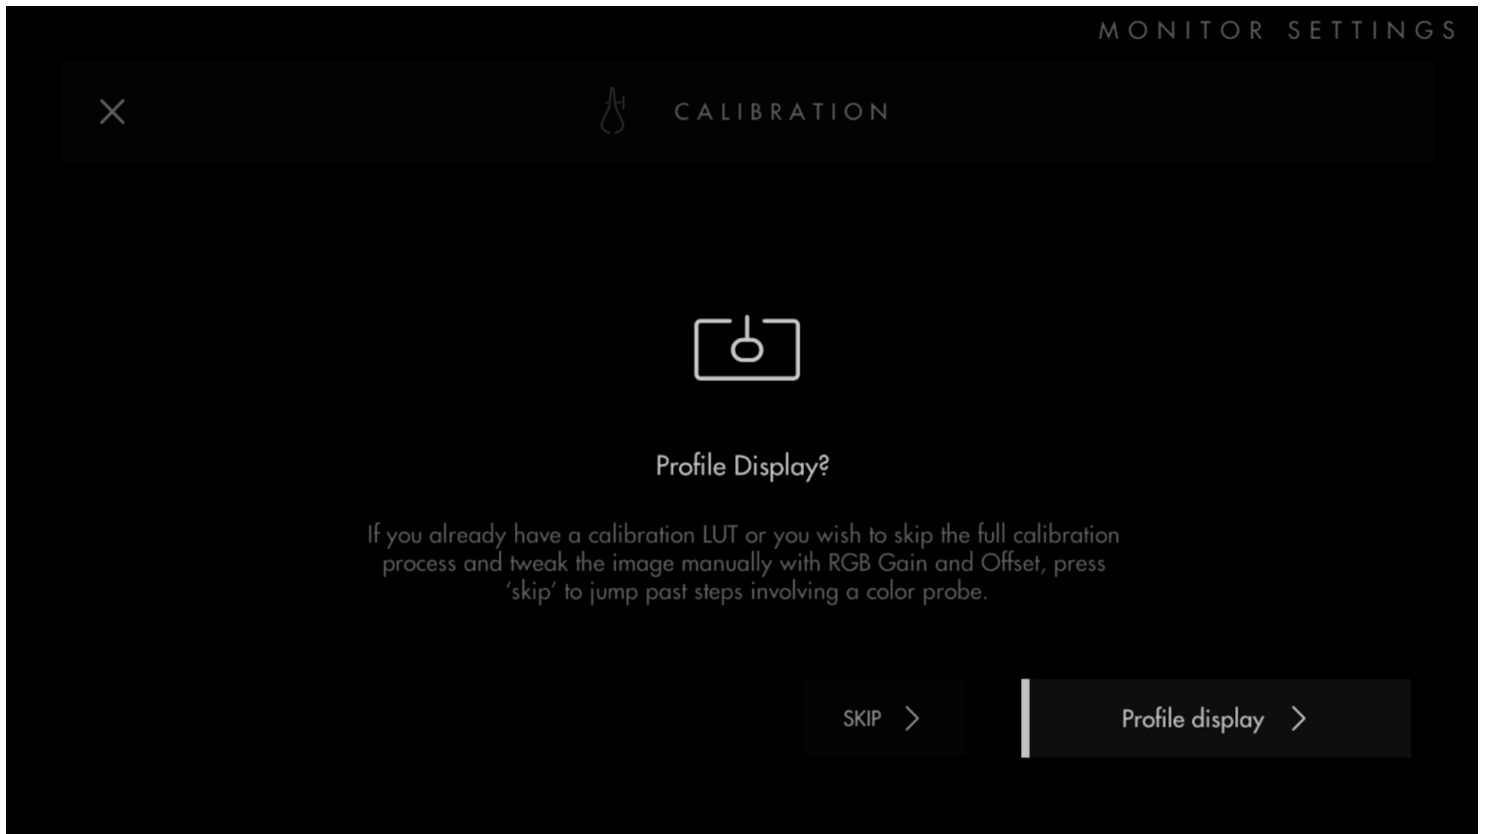 MONITOR SETTINGS
CALIBRATION
Profile Display?
If you already have a calibration LUT or you wish to skip the full calibration
process and tweak the image manually with RGB Gain and Offset, press
‘skip’ to jump past steps involving a color probe.
SKIP
Profile display